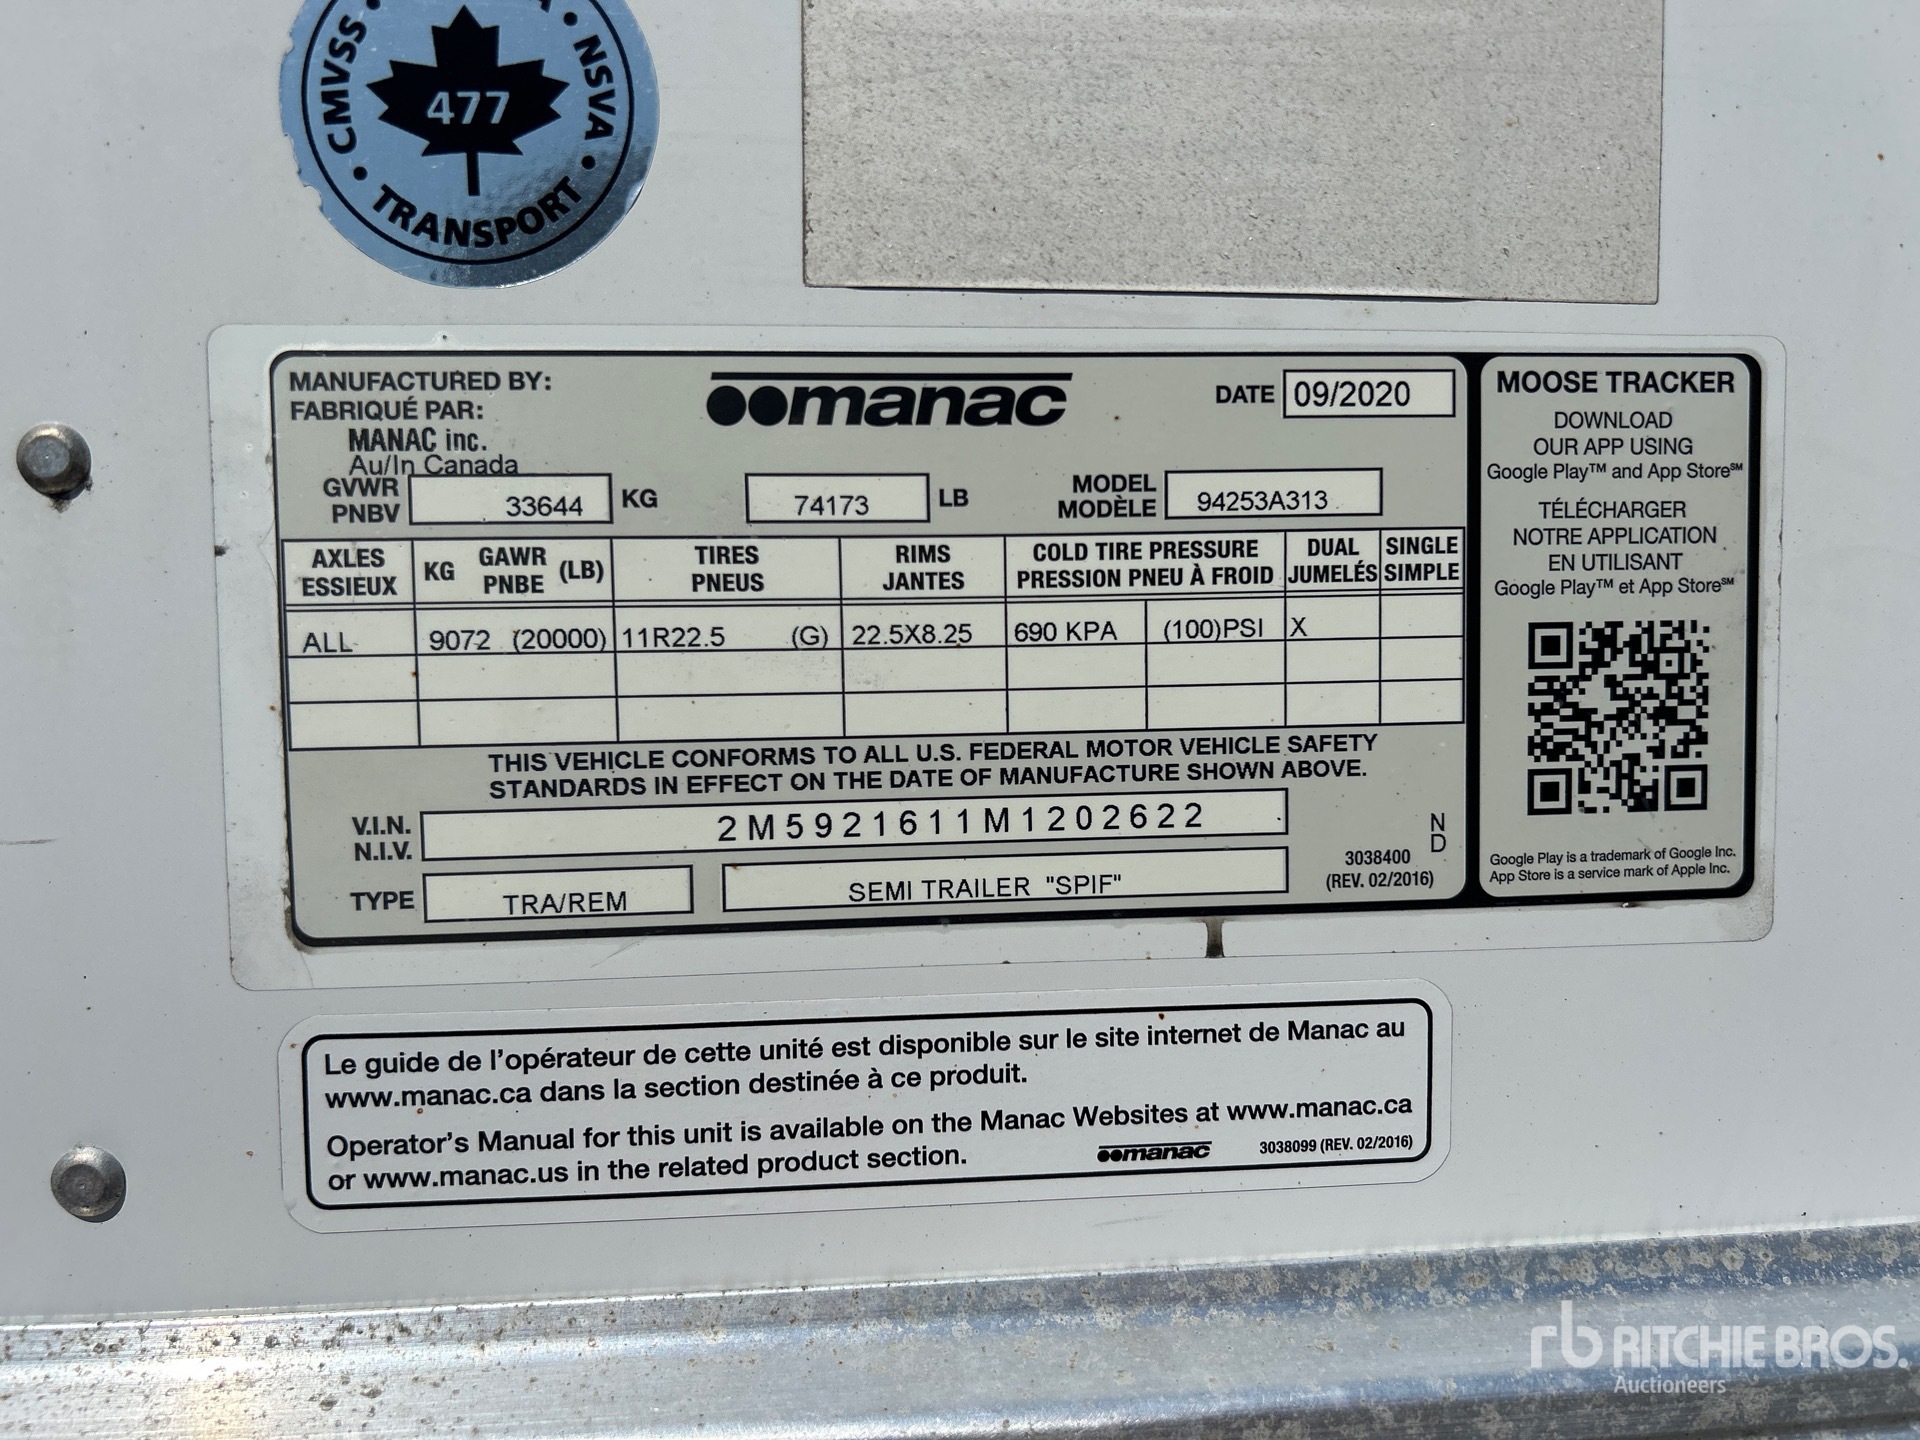 CMVSS • • NSVA • TRANSPORT •
477
MANUFACTURED BY:
FABRIQUÉ PAR:
MANAC inc.
Au/In Canada
manac
DATE 09/2020
GVWR
PNBV
33644 KG
74173 LB
MODEL
MODÈLE
94253A313
AXLES
ESSIEUX
KG GAWR (LB)
PNBE
TIRES
PNEUS
RIMS
JANTES
COLD TIRE PRESSURE
PRESSION PNEU À FROID
DUAL
JUMELÉS
SINGLE
SIMPLE
ALL 9072 (20000) 11R22.5 (G) 22.5X8.25 690 KPA (100)PSI X
THIS VEHICLE CONFORMS TO ALL U.S. FEDERAL MOTOR VEHICLE SAFETY
STANDARDS IN EFFECT ON THE DATE OF MANUFACTURE SHOWN ABOVE.
V.I.N.
N.I.V.
2M5921611M1202622
TYPE TRA/REM SEMI TRAILER "SPIF"
3038400
(REV. 02/2016)
N
D
MOOSE TRACKER
DOWNLOAD
OUR APP USING
Google Play™ and App Store℠
TÉLÉCHARGER
NOTRE APPLICATION
EN UTILISANT
Google Play™ et App Store℠
Google Play is a trademark of Google Inc.
App Store is a service mark of Apple Inc.
Le guide de l'opérateur de cette unité est disponible sur le site internet de Manac au
www.manac.ca dans la section destinée à ce produit.
Operator's Manual for this unit is available on the Manac Websites at www.manac.ca
or www.manac.us in the related product section.
manac 3038099 (REV. 02/2016)
rb RITCHIE BROS.
Auctioneers